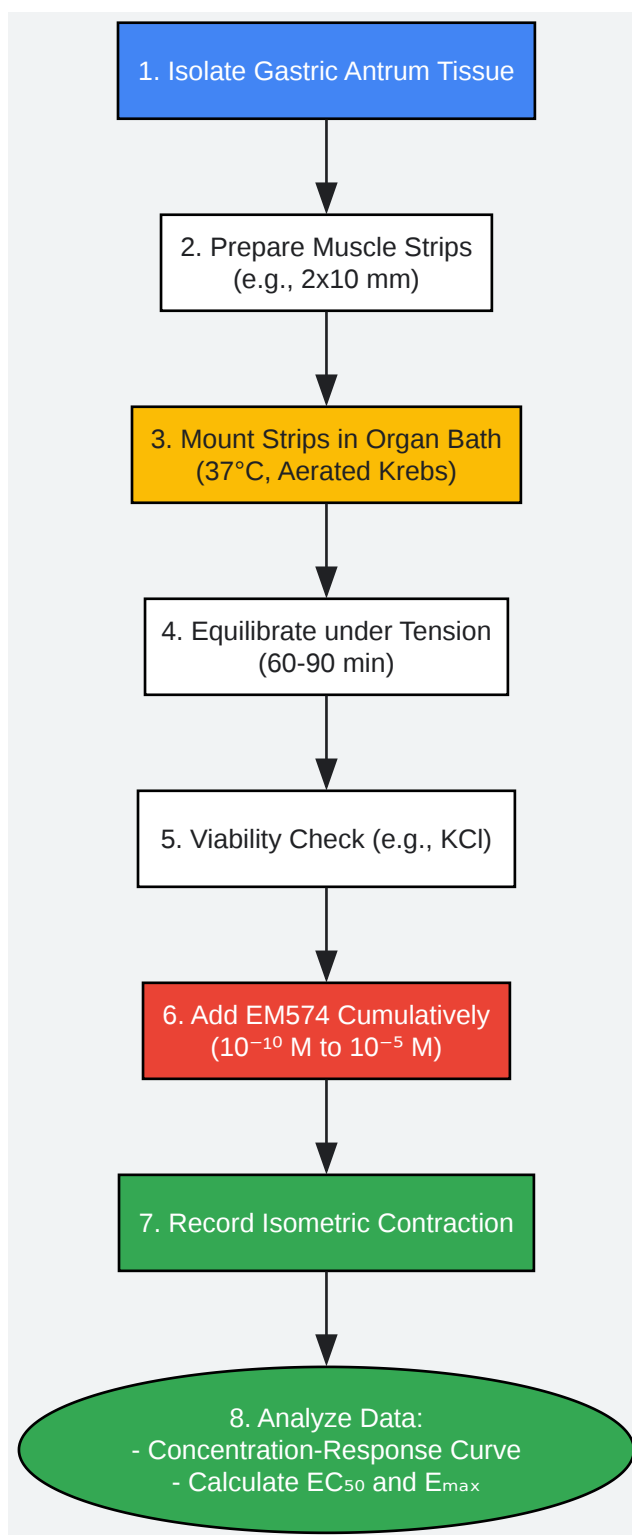 1. Isolate Gastric Antrum Tissue
2. Prepare Muscle Strips
(e.g., 2x10 mm)
3. Mount Strips in Organ Bath
(37°C, Aerated Krebs)
4. Equilibrate under Tension
(60-90 min)
5. Viability Check (e.g., KCl)
6. Add EM574 Cumulatively
(10⁻¹⁰ M to 10⁻⁵ M)
7. Record Isometric Contraction
8. Analyze Data:
- Concentration-Response Curve
- Calculate EC₅₀ and Eₘₐₓ